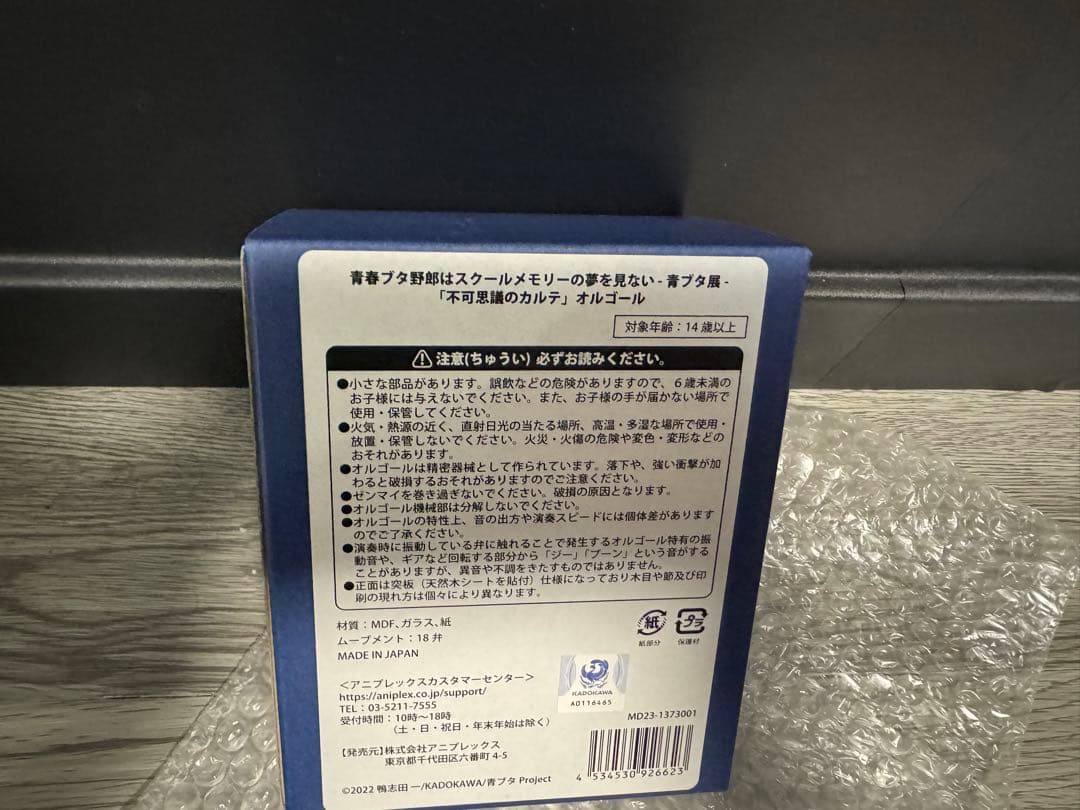 青春ブタ野郎はスクールメモリーの夢を見ない - 青ブタ展 -
「不可思議のカルテ」オルゴール
対象年齢：14 歳以上
注意(ちゅうい) 必ずお読みください。
●小さな部品があります。誤飲などの危険がありますので、６歳未満の
お子様には与えないでください。また、お子様の手が届かない場所で
使用・保管してください。
●火気・熱源の近く、直射日光の当たる場所、高温・多湿な場所で使用・
放置・保管しないでください。火災・火傷の危険や変色・変形などの
おそれがあります。
●オルゴールは精密器械として作られています。落下や、強い衝撃が加
わると破損するおそれがありますのでご注意ください。
●ゼンマイを巻き過ぎないでください。破損の原因となります。
●オルゴール機械部は分解しないでください。
●オルゴールの特性上、音の出方や演奏スピードには個体差があります
のでご了承ください。
●演奏時に振動している弁に触れることで発生するオルゴール特有の振
動音や、ギアなど回転する部分から「ジー」「ブーン」という音がする
ことがありますが、異音や不調をきたすものではありません。
●正面は突板（天然木シートを貼付）仕様になっており木目や節及び印
刷の現れ方は個々により異なります。
材質：MDF、ガラス、紙
ムーブメント：18 弁
MADE IN JAPAN
紙
紙部分
プラ
保護材
＜アニプレックスカスタマーセンター＞
https://aniplex.co.jp/support/
TEL：03-5211-7555
受付時間：10時～18時
（土・日・祝日・年末年始は除く）
KADOKAWA
A0116465
MD23-1373001
【発売元】株式会社アニプレックス
東京都千代田区六番町 4-5
4 534530 926623
©2022 鴨志田 一/KADOKAWA/青ブタ Project